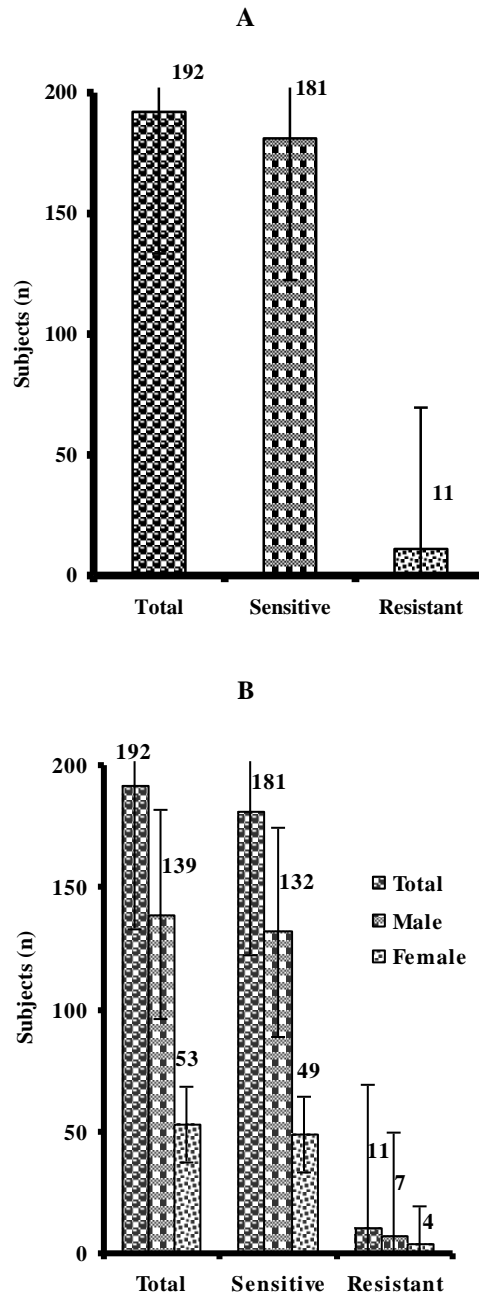 A
192
181
200
150
100
50
0
Subjects (n)
11
Total Sensitive Resistant
B
192
181
200
139
132
150
100
50
0
Subjects (n)
53
49
11
7
4
Total
Male
Female
Total Sensitive Resistant